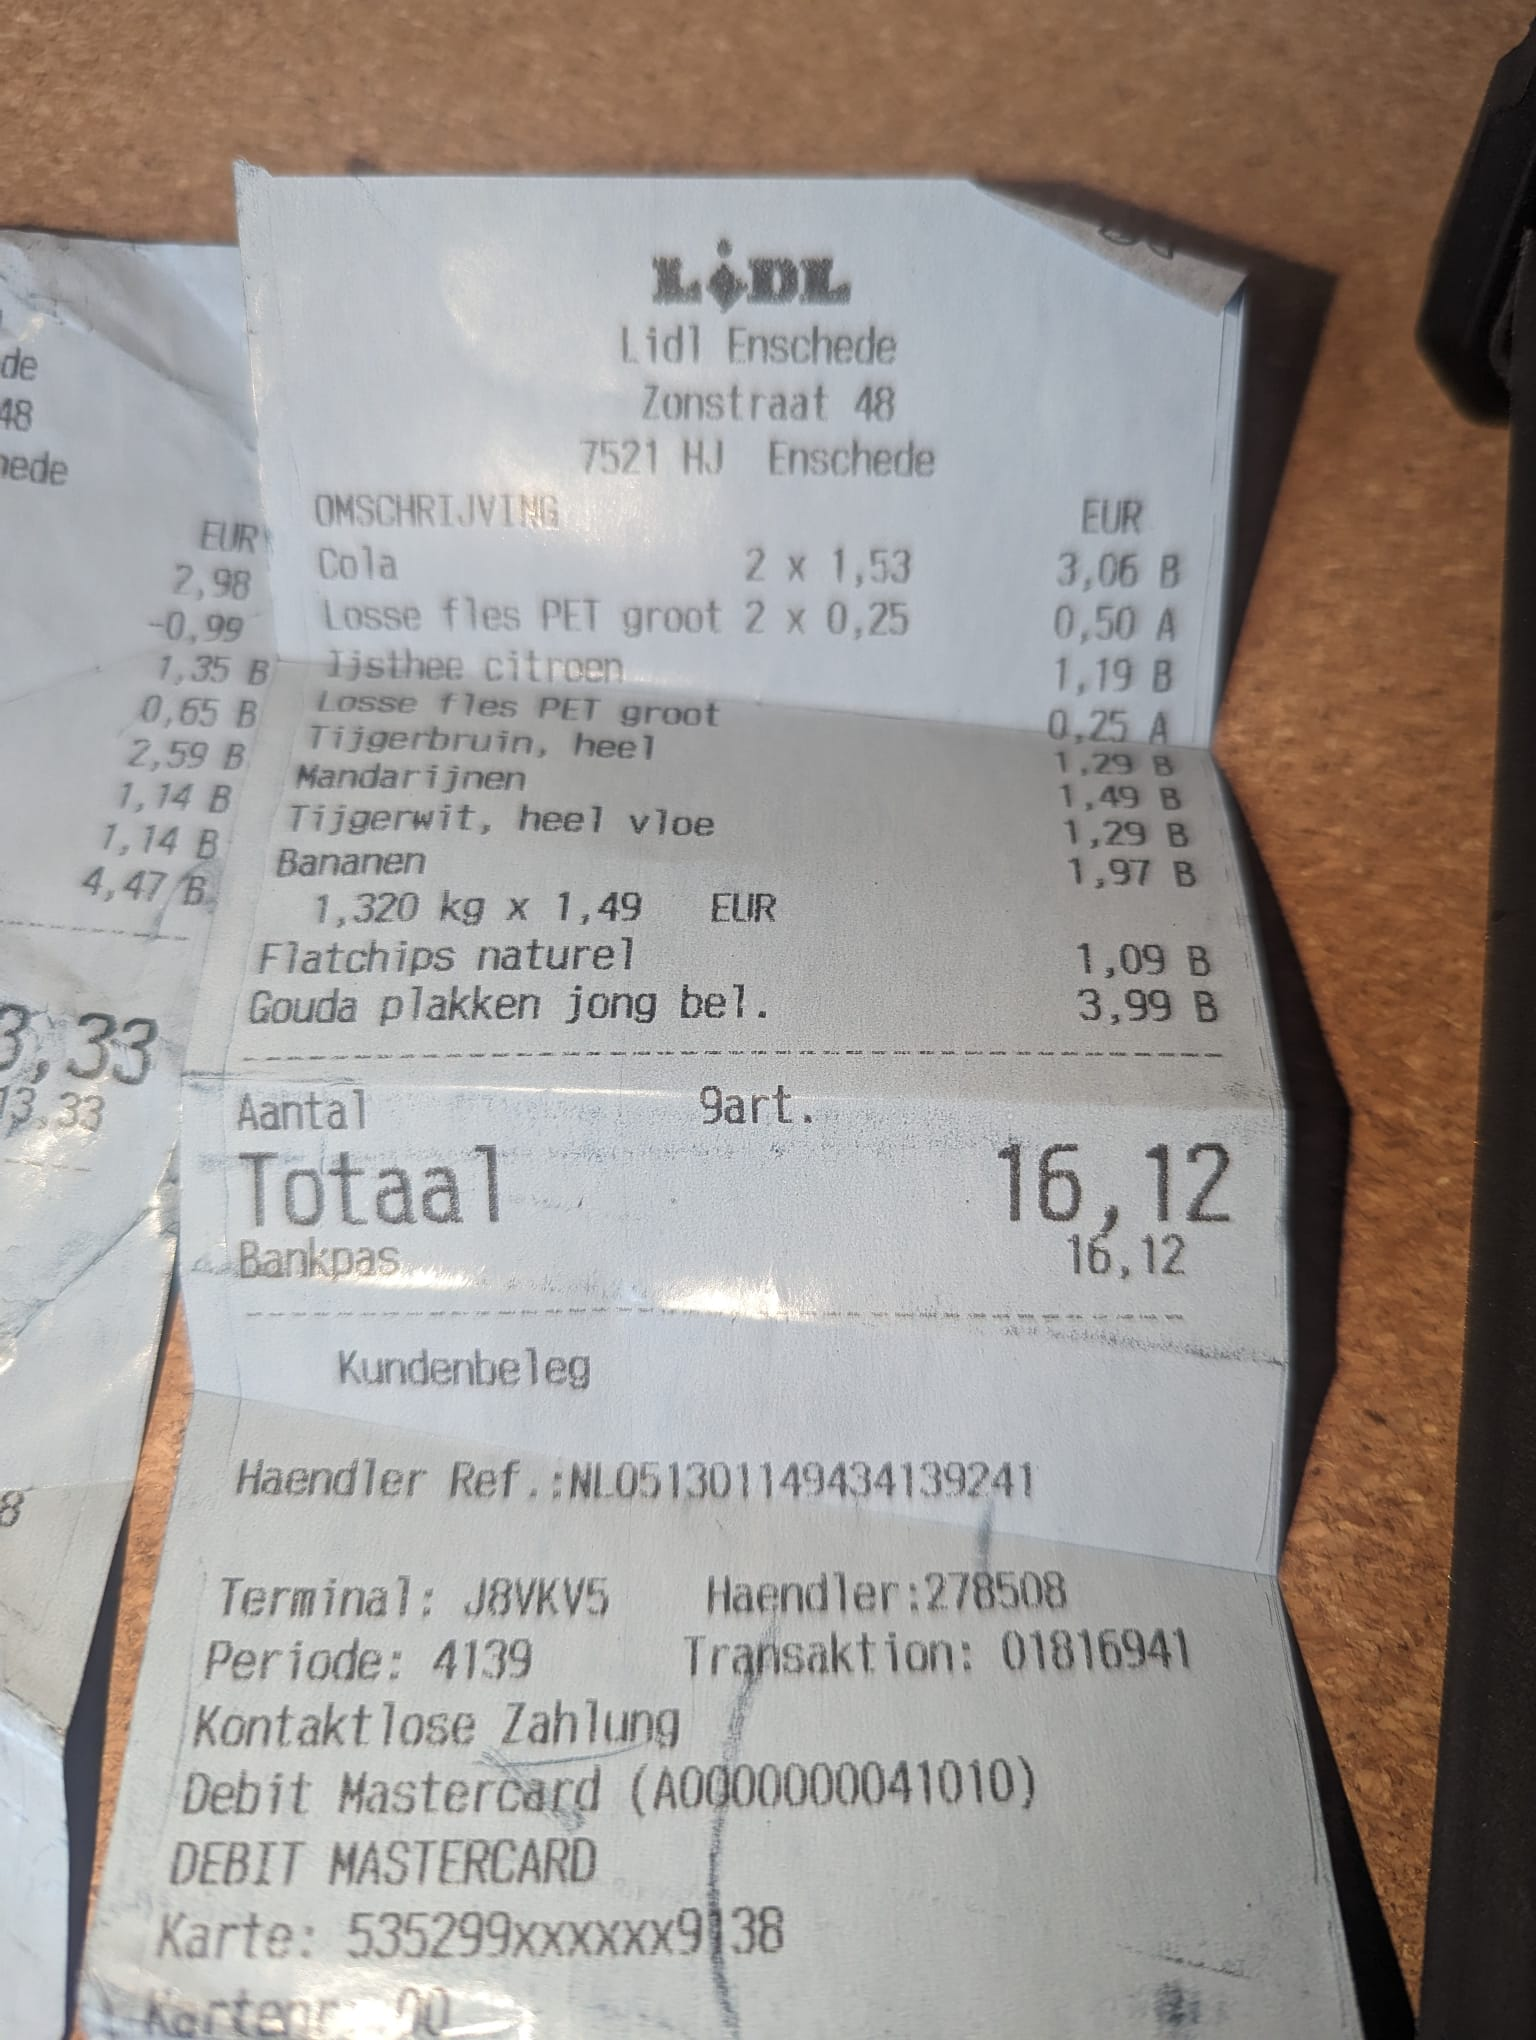 de
48
hede
EUR
2,98
-0,99
1,35 B
0,65 B
2,59 B
1,14 B
1,14 B
4,47 B
3,33
13,33
8
LiDL
Lidl Enschede
Zonstraat 48
7521 HJ Enschede
OMSCHRIJVING EUR
Cola 2 x 1,53 3,06 B
Losse fles PET groot 2 x 0,25 0,50 A
Ijsthee citroen 1,19 B
Losse fles PET groot 0,25 A
Tijgerbruin, heel 1,29 B
Mandarijnen 1,49 B
Tijgerwit, heel vloe 1,29 B
Bananen 1,97 B
1,320 kg x 1,49 EUR
Flatchips naturel 1,09 B
Gouda plakken jong bel. 3,99 B
Aantal 9art.
Totaal 16,12
Bankpas 16,12
Kundenbeleg
Haendler Ref.:NL051301149434139241
Terminal: J8VKV5 Haendler:278508
Periode: 4139 Transaktion: 01816941
Kontaktlose Zahlung
Debit Mastercard (A0000000041010)
DEBIT MASTERCARD
Karte: 535299xxxxxx9138